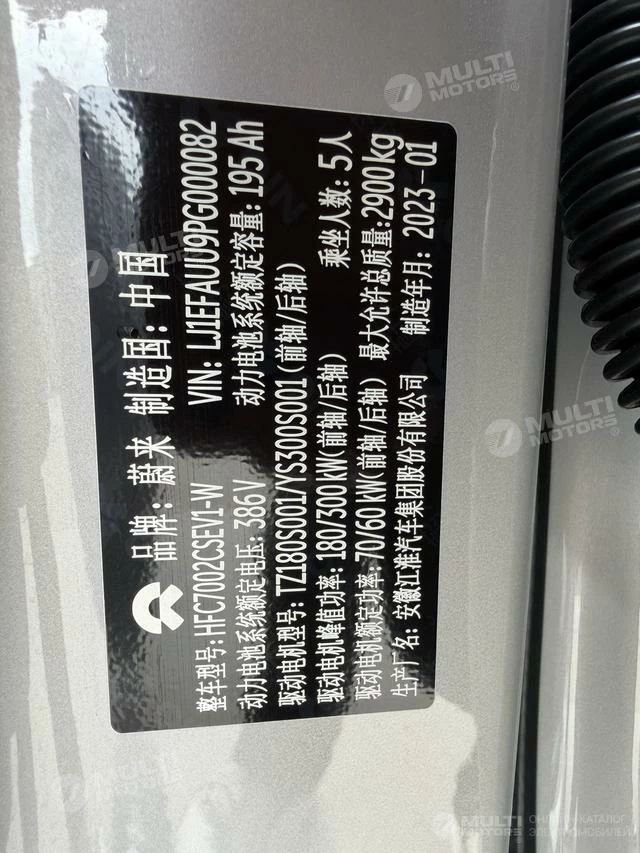 品牌: 蔚来 制造国: 中国
整车型号: HFC7002CSEV1-W VIN: LJ1EFAUU9PG000082
动力电池系统额定电压: 386V 动力电池系统额定容量: 195Ah
驱动电机型号: TZ180S001/YS300S001(前轴/后轴)
驱动电机峰值功率: 180/300kW(前轴/后轴) 乘坐人数: 5人
驱动电机额定功率: 70/60kW(前轴/后轴) 最大允许总质量: 2900kg
生产厂名: 安徽江淮汽车集团股份有限公司 制造年月: 2023-01
MULTI MOTORS®
MULTI MOTORS®
MULTI MOTORS
ОНЛАЙН-КАТАЛОГ
ЭЛЕКТРОМОБИЛЕЙ